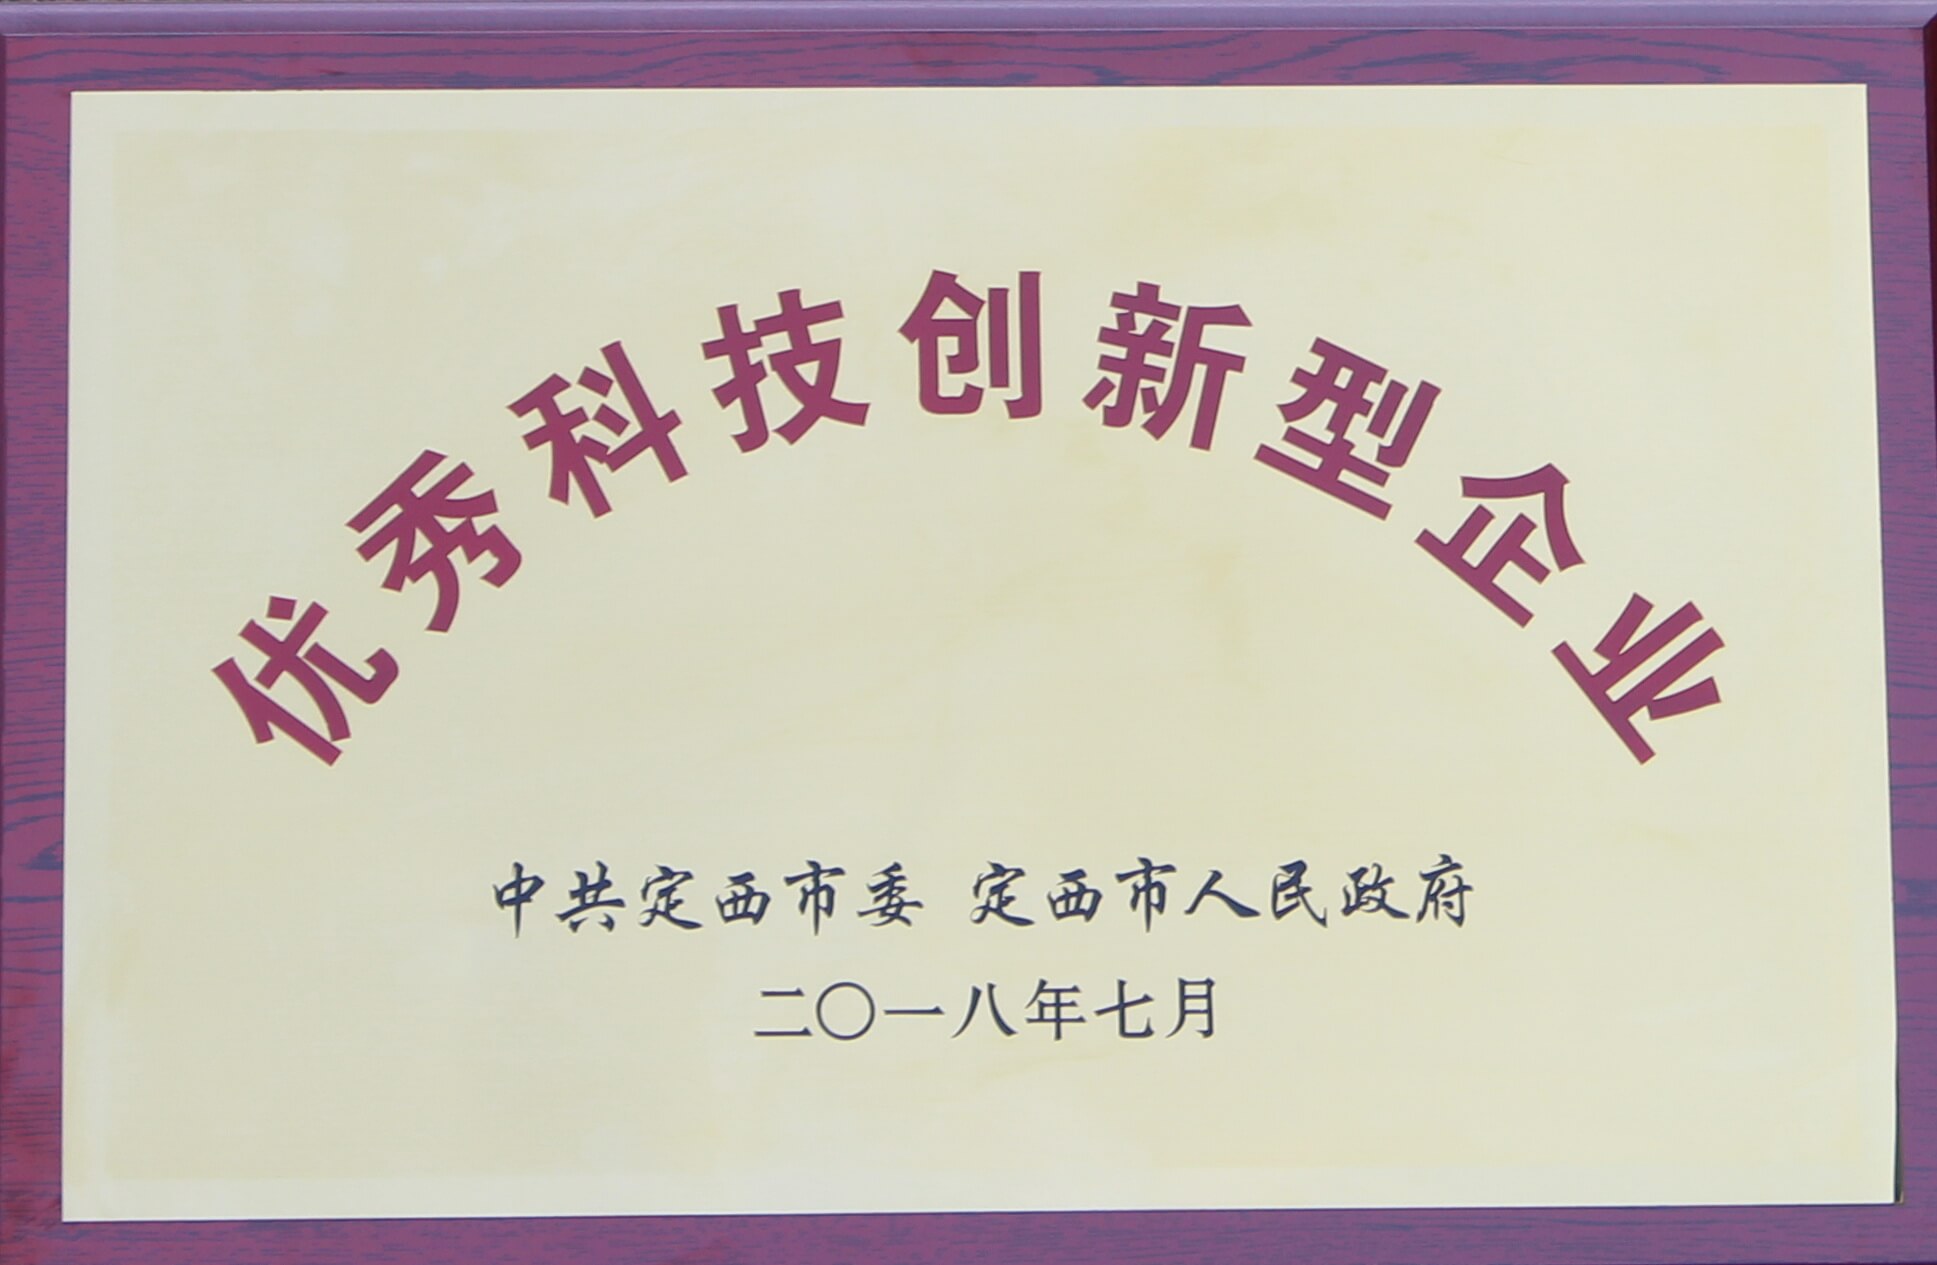 优秀科技创新型企业
中共定西市委 定西市人民政府
二〇一八年七月